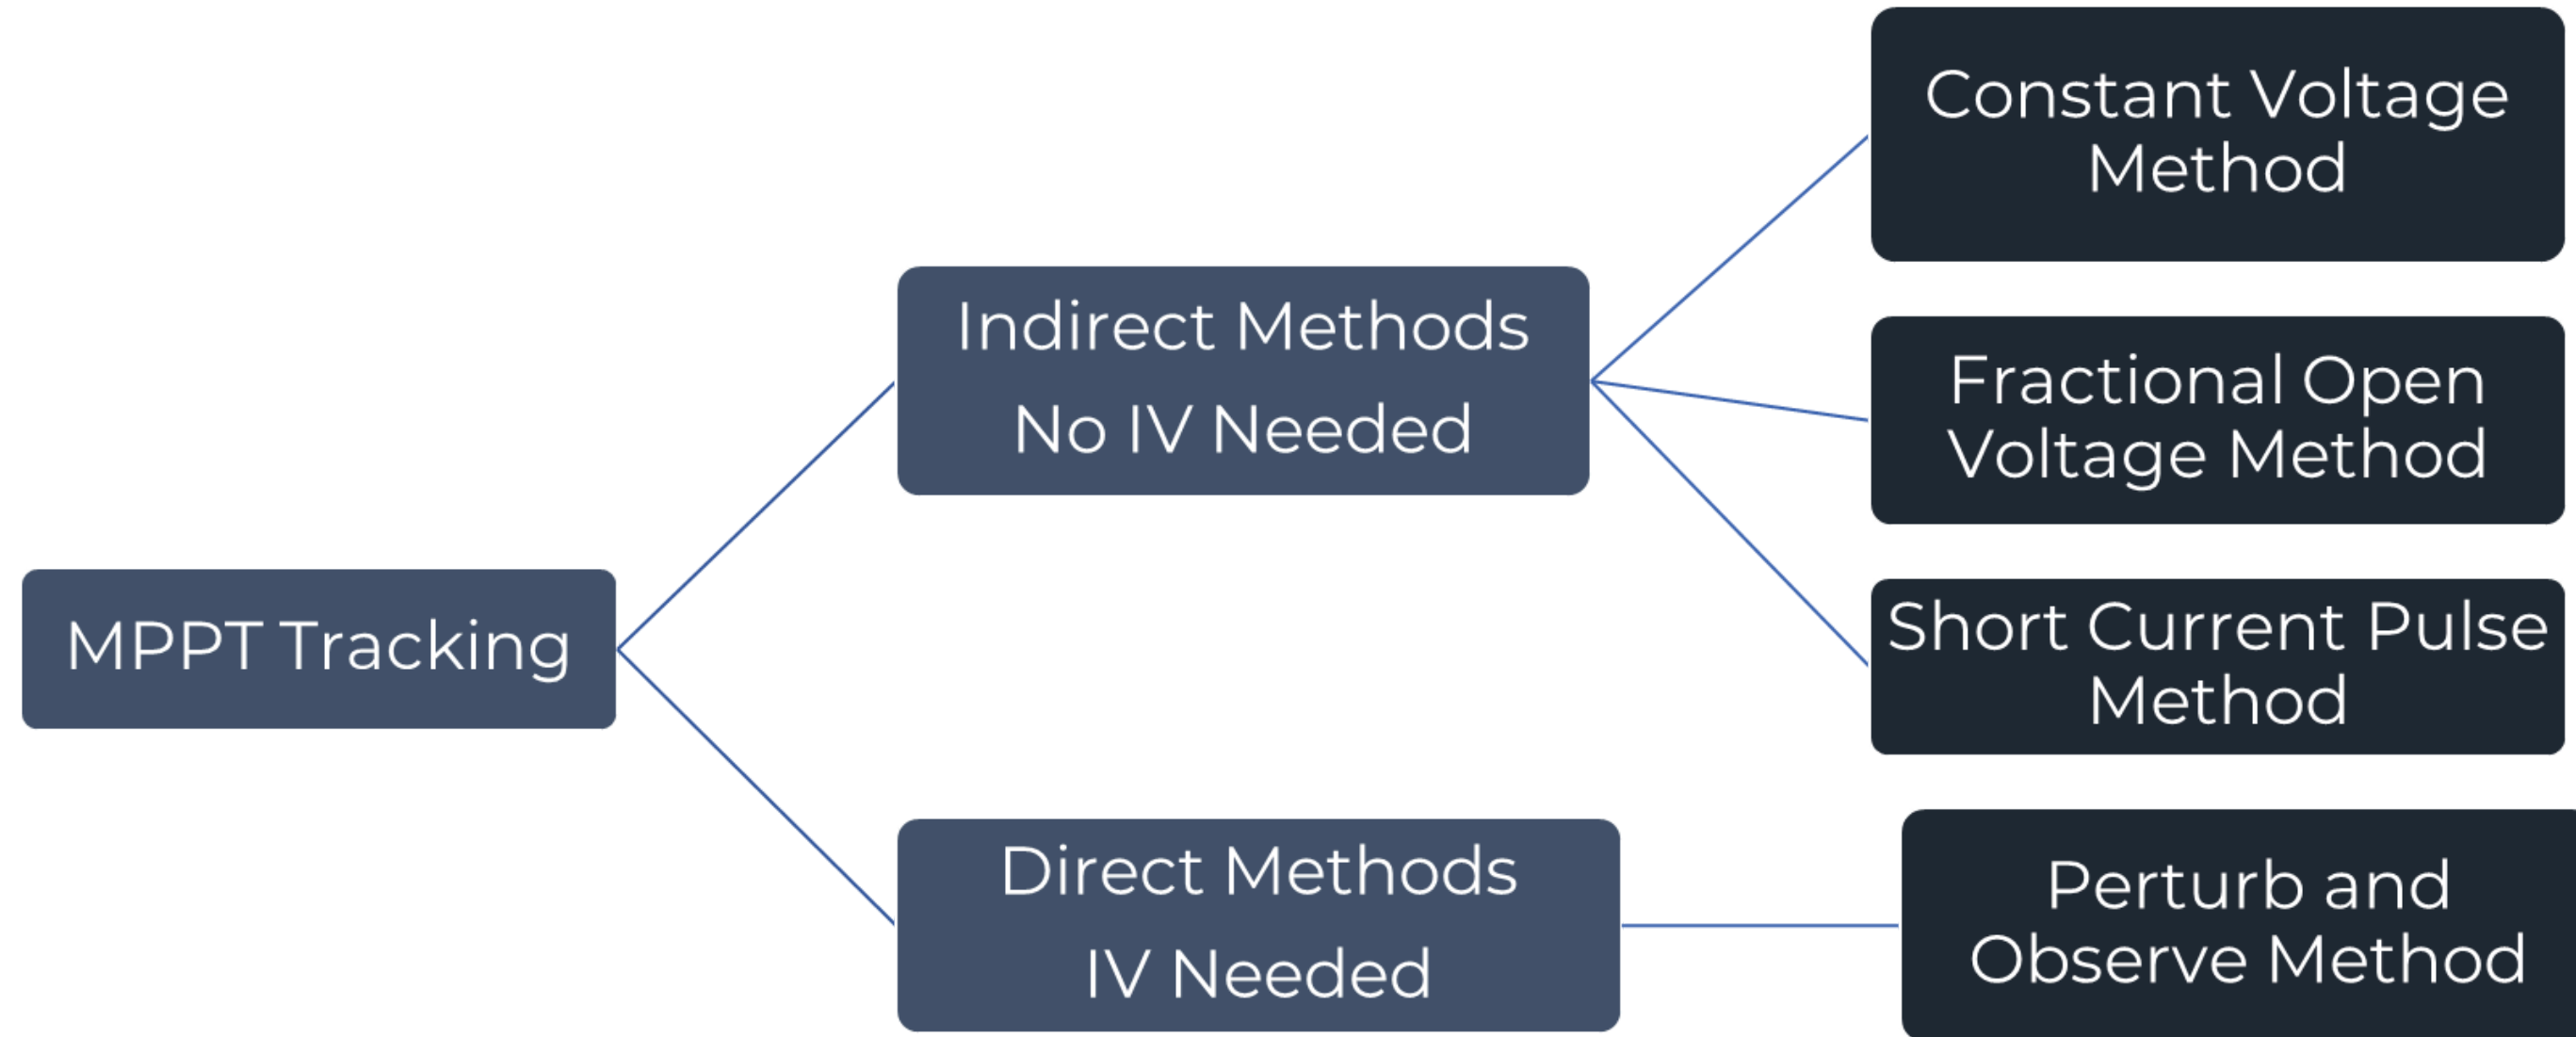 MPPT Tracking
Indirect Methods
No IV Needed
Constant Voltage
Method
Fractional Open
Voltage Method
Short Current Pulse
Method
Direct Methods
IV Needed
Perturb and
Observe Method